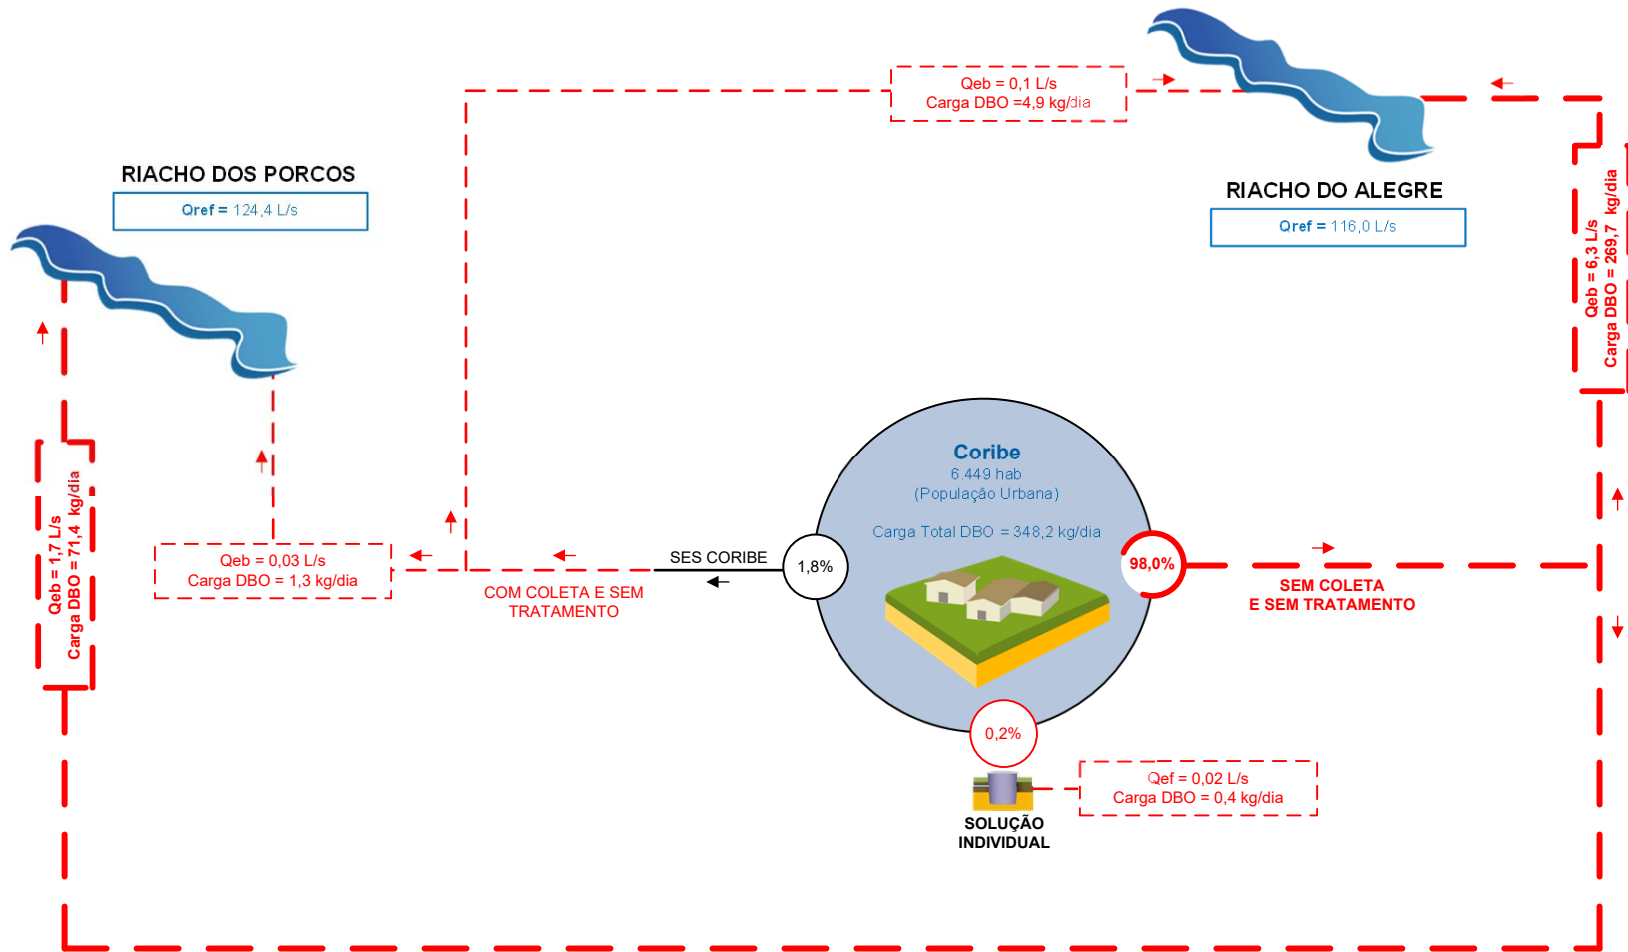 Qeb = 0,1 L/s
Carga DBO =4,9 kg/dia
RIACHO DOS PORCOS
Qref = 124,4 L/s
RIACHO DO ALEGRE
Qref = 116,0 L/s
Qeb = 6,3 L/s
Carga DBO = 269,7 kg/dia
Coribe
6.449 hab
(População Urbana)
Carga Total DBO = 348,2 kg/dia
Qeb = 1,7 L/s
Carga DBO = 71,4 kg/dia
Qeb = 0,03 L/s
Carga DBO = 1,3 kg/dia
COM COLETA E SEM
TRATAMENTO
SES CORIBE
1,8%
98,0%
SEM COLETA
E SEM TRATAMENTO
0,2%
Qef = 0,02 L/s
Carga DBO = 0,4 kg/dia
SOLUÇÃO
INDIVIDUAL